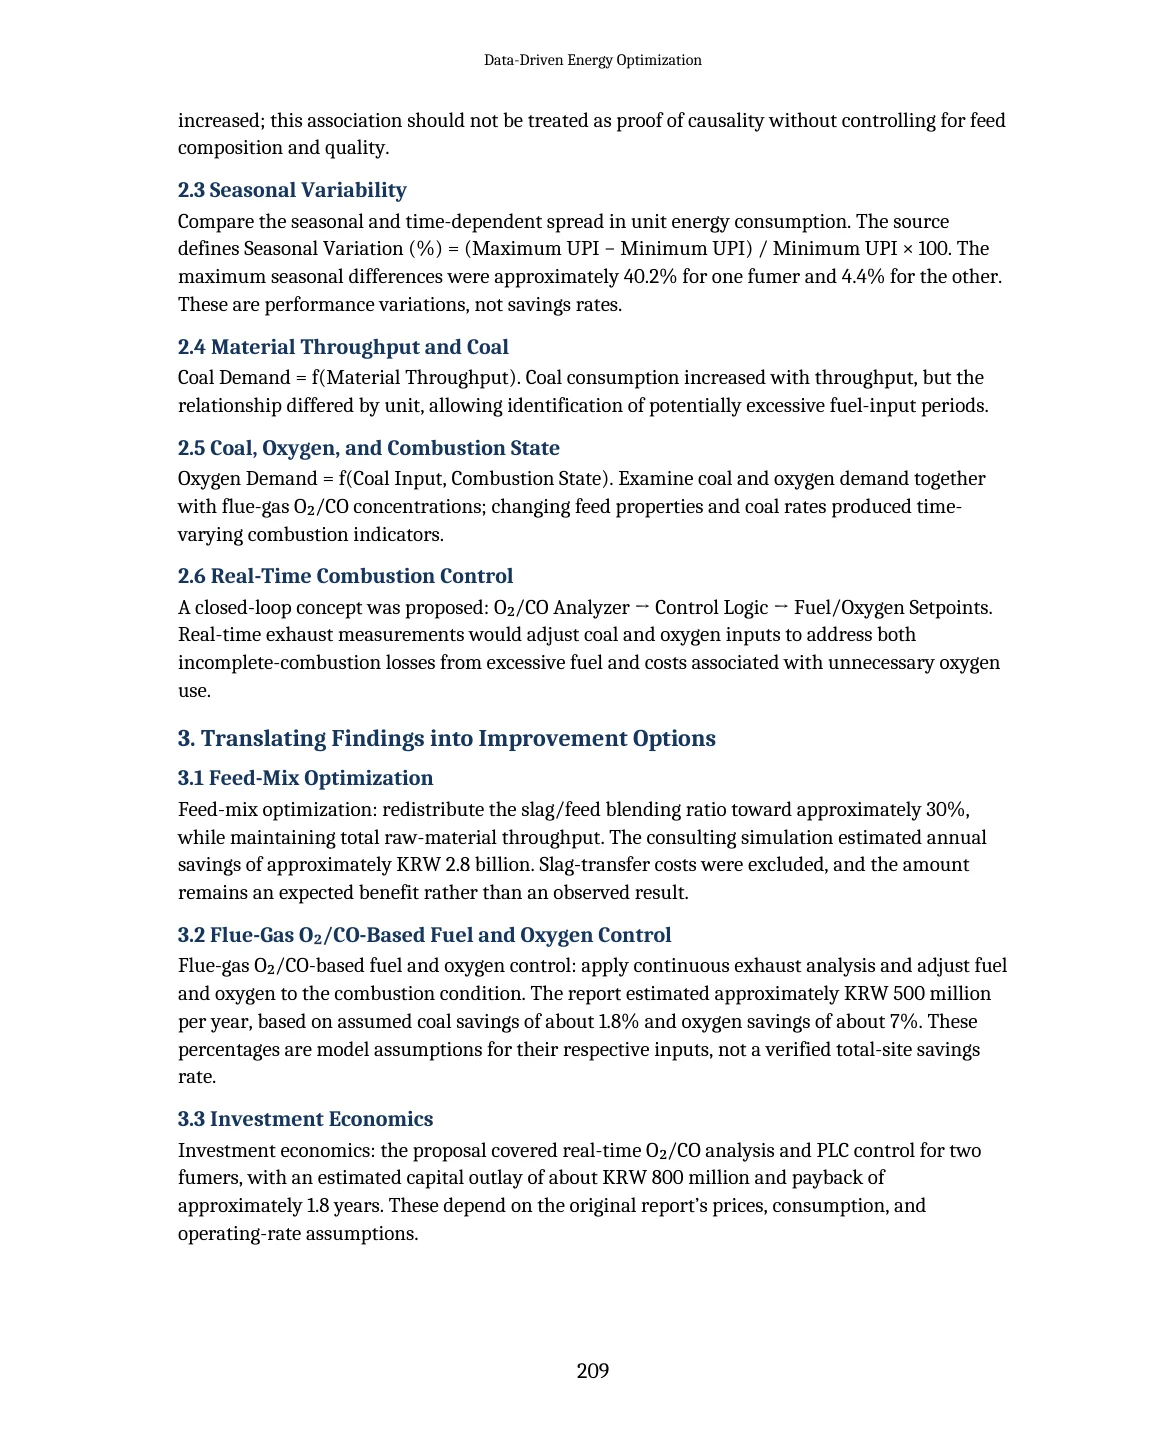 Data-Driven Energy Optimization
increased; this association should not be treated as proof of causality without controlling for feed
composition and quality.
2.3 Seasonal Variability
Compare the seasonal and time-dependent spread in unit energy consumption. The source
defines Seasonal Variation (%) = (Maximum UPI − Minimum UPI) / Minimum UPI × 100. The
maximum seasonal differences were approximately 40.2% for one fumer and 4.4% for the other.
These are performance variations, not savings rates.
2.4 Material Throughput and Coal
Coal Demand = f(Material Throughput). Coal consumption increased with throughput, but the
relationship differed by unit, allowing identification of potentially excessive fuel-input periods.
2.5 Coal, Oxygen, and Combustion State
Oxygen Demand = f(Coal Input, Combustion State). Examine coal and oxygen demand together
with flue-gas O₂/CO concentrations; changing feed properties and coal rates produced time-
varying combustion indicators.
2.6 Real-Time Combustion Control
A closed-loop concept was proposed: O₂/CO Analyzer → Control Logic → Fuel/Oxygen Setpoints.
Real-time exhaust measurements would adjust coal and oxygen inputs to address both
incomplete-combustion losses from excessive fuel and costs associated with unnecessary oxygen
use.
3. Translating Findings into Improvement Options
3.1 Feed-Mix Optimization
Feed-mix optimization: redistribute the slag/feed blending ratio toward approximately 30%,
while maintaining total raw-material throughput. The consulting simulation estimated annual
savings of approximately KRW 2.8 billion. Slag-transfer costs were excluded, and the amount
remains an expected benefit rather than an observed result.
3.2 Flue-Gas O₂/CO-Based Fuel and Oxygen Control
Flue-gas O₂/CO-based fuel and oxygen control: apply continuous exhaust analysis and adjust fuel
and oxygen to the combustion condition. The report estimated approximately KRW 500 million
per year, based on assumed coal savings of about 1.8% and oxygen savings of about 7%. These
percentages are model assumptions for their respective inputs, not a verified total-site savings
rate.
3.3 Investment Economics
Investment economics: the proposal covered real-time O₂/CO analysis and PLC control for two
fumers, with an estimated capital outlay of about KRW 800 million and payback of
approximately 1.8 years. These depend on the original report’s prices, consumption, and
operating-rate assumptions.
209